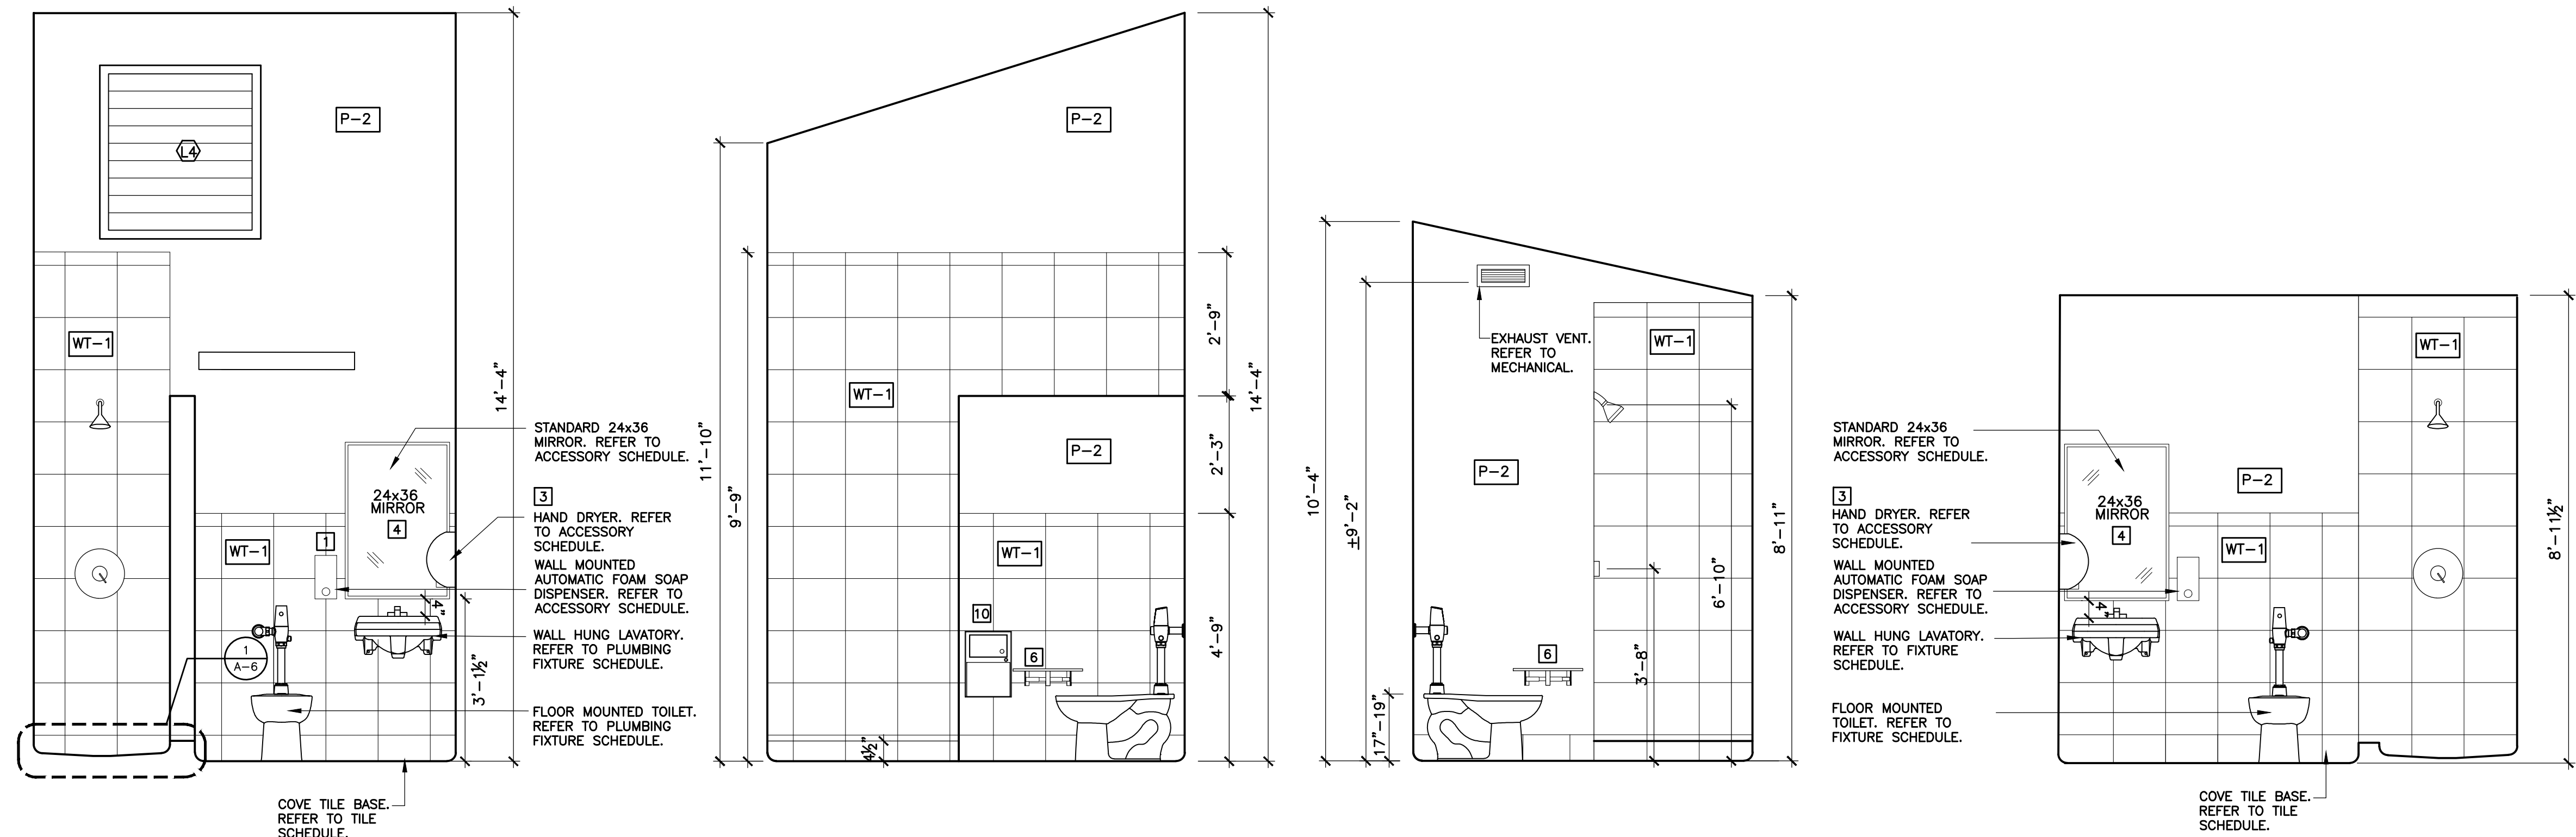 P-2
L4
WT-1
14'-4"
STANDARD 24x36
MIRROR. REFER TO
ACCESSORY SCHEDULE.
24x36
MIRROR
4
3
HAND DRYER. REFER
TO ACCESSORY
SCHEDULE.
1
WT-1
WALL MOUNTED
AUTOMATIC FOAM SOAP
DISPENSER. REFER TO
ACCESSORY SCHEDULE.
4"
WALL HUNG LAVATORY.
REFER TO PLUMBING
FIXTURE SCHEDULE.
1
A-6
3'-1½"
FLOOR MOUNTED TOILET.
REFER TO PLUMBING
FIXTURE SCHEDULE.
COVE TILE BASE.
REFER TO TILE
SCHEDULE.
P-2
11'-10"
9'-9"
WT-1
2'-9"
14'-4"
2'-3"
P-2
WT-1
10
6
4'-9"
4½"
EXHAUST VENT.
REFER TO
MECHANICAL.
WT-1
10'-4"
±9'-2"
P-2
8'-11"
6'-10"
6
3'-8"
17"-19"
WT-1
STANDARD 24x36
MIRROR. REFER TO
ACCESSORY SCHEDULE.
P-2
24x36
MIRROR
4
3
HAND DRYER. REFER
TO ACCESSORY
SCHEDULE.
WT-1
8'-11½"
WALL MOUNTED
AUTOMATIC FOAM SOAP
DISPENSER. REFER TO
ACCESSORY SCHEDULE.
4"
WALL HUNG LAVATORY.
REFER TO FIXTURE
SCHEDULE.
FLOOR MOUNTED
TOILET. REFER TO
FIXTURE SCHEDULE.
COVE TILE BASE.
REFER TO TILE
SCHEDULE.